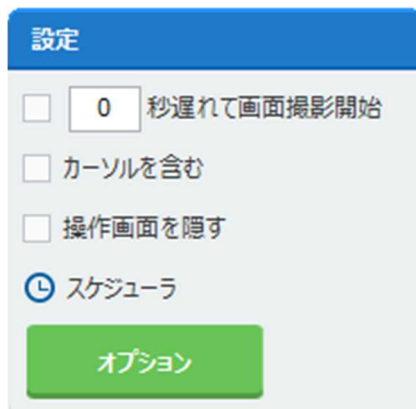 設定
0 秒遅れて画面撮影開始
カーソルを含む
操作画面を隠す
スケジューラ
オプション